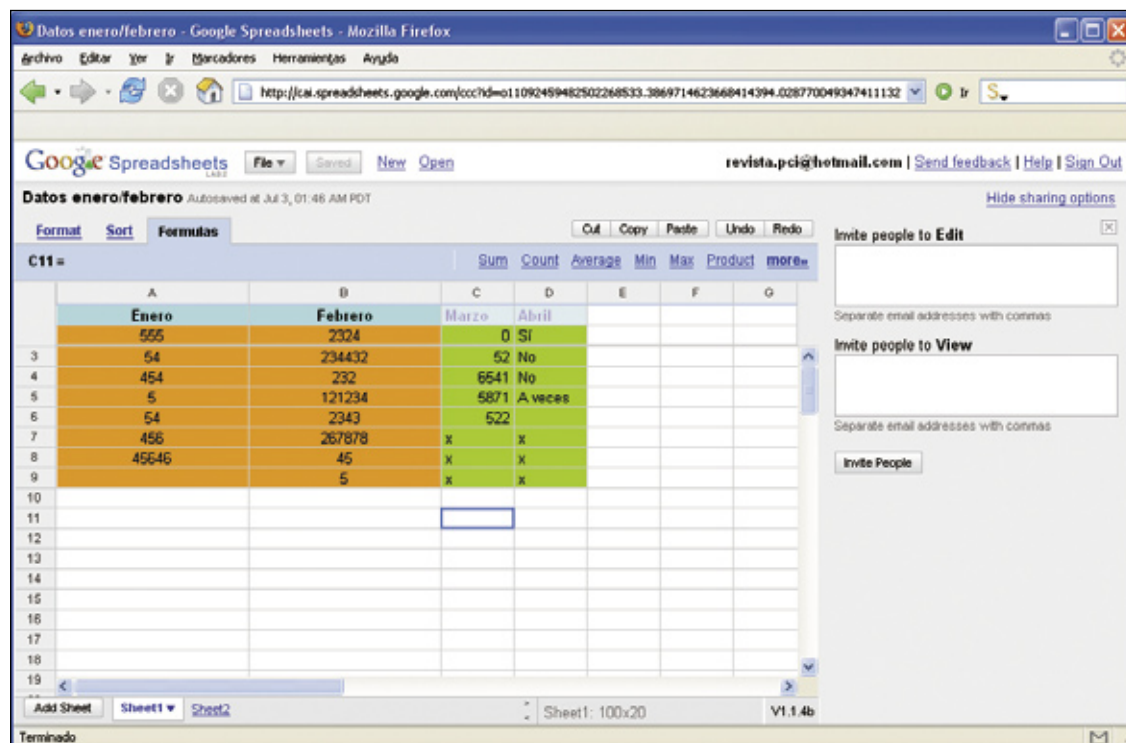 Datos enero/febrero - Google Spreadsheets - Mozilla Firefox
Archivo Editar Ver Ir Marcadores Herramientas Ayuda
Ir
Google Spreadsheets LABS File Saved New Open revista.pci@hotmail.com | Send feedback | Help | Sign Out
Datos enero/febrero Autosaved at Jul 3, 01:46 AM PDT Hide sharing options
Format Sort Formulas Cut Copy Paste Undo Redo
C11 = Sum Count Average Min Max Product more»
A B C D E F G
Enero Febrero Marzo Abril
555 2324 0 Sí
3 54 234432 52 No
4 454 232 6541 No
5 5 121234 5871 A veces
6 54 2343 522
7 456 267878 x x
8 45646 45 x x
9 5 x x
10
11
12
13
14
15
16
17
18
19
Add Sheet Sheet1 Sheet2 Sheet1: 100x20 V1.1.4b
Invite people to Edit
Separate email addresses with commas
Invite people to View
Separate email addresses with commas
Invite People
Terminado